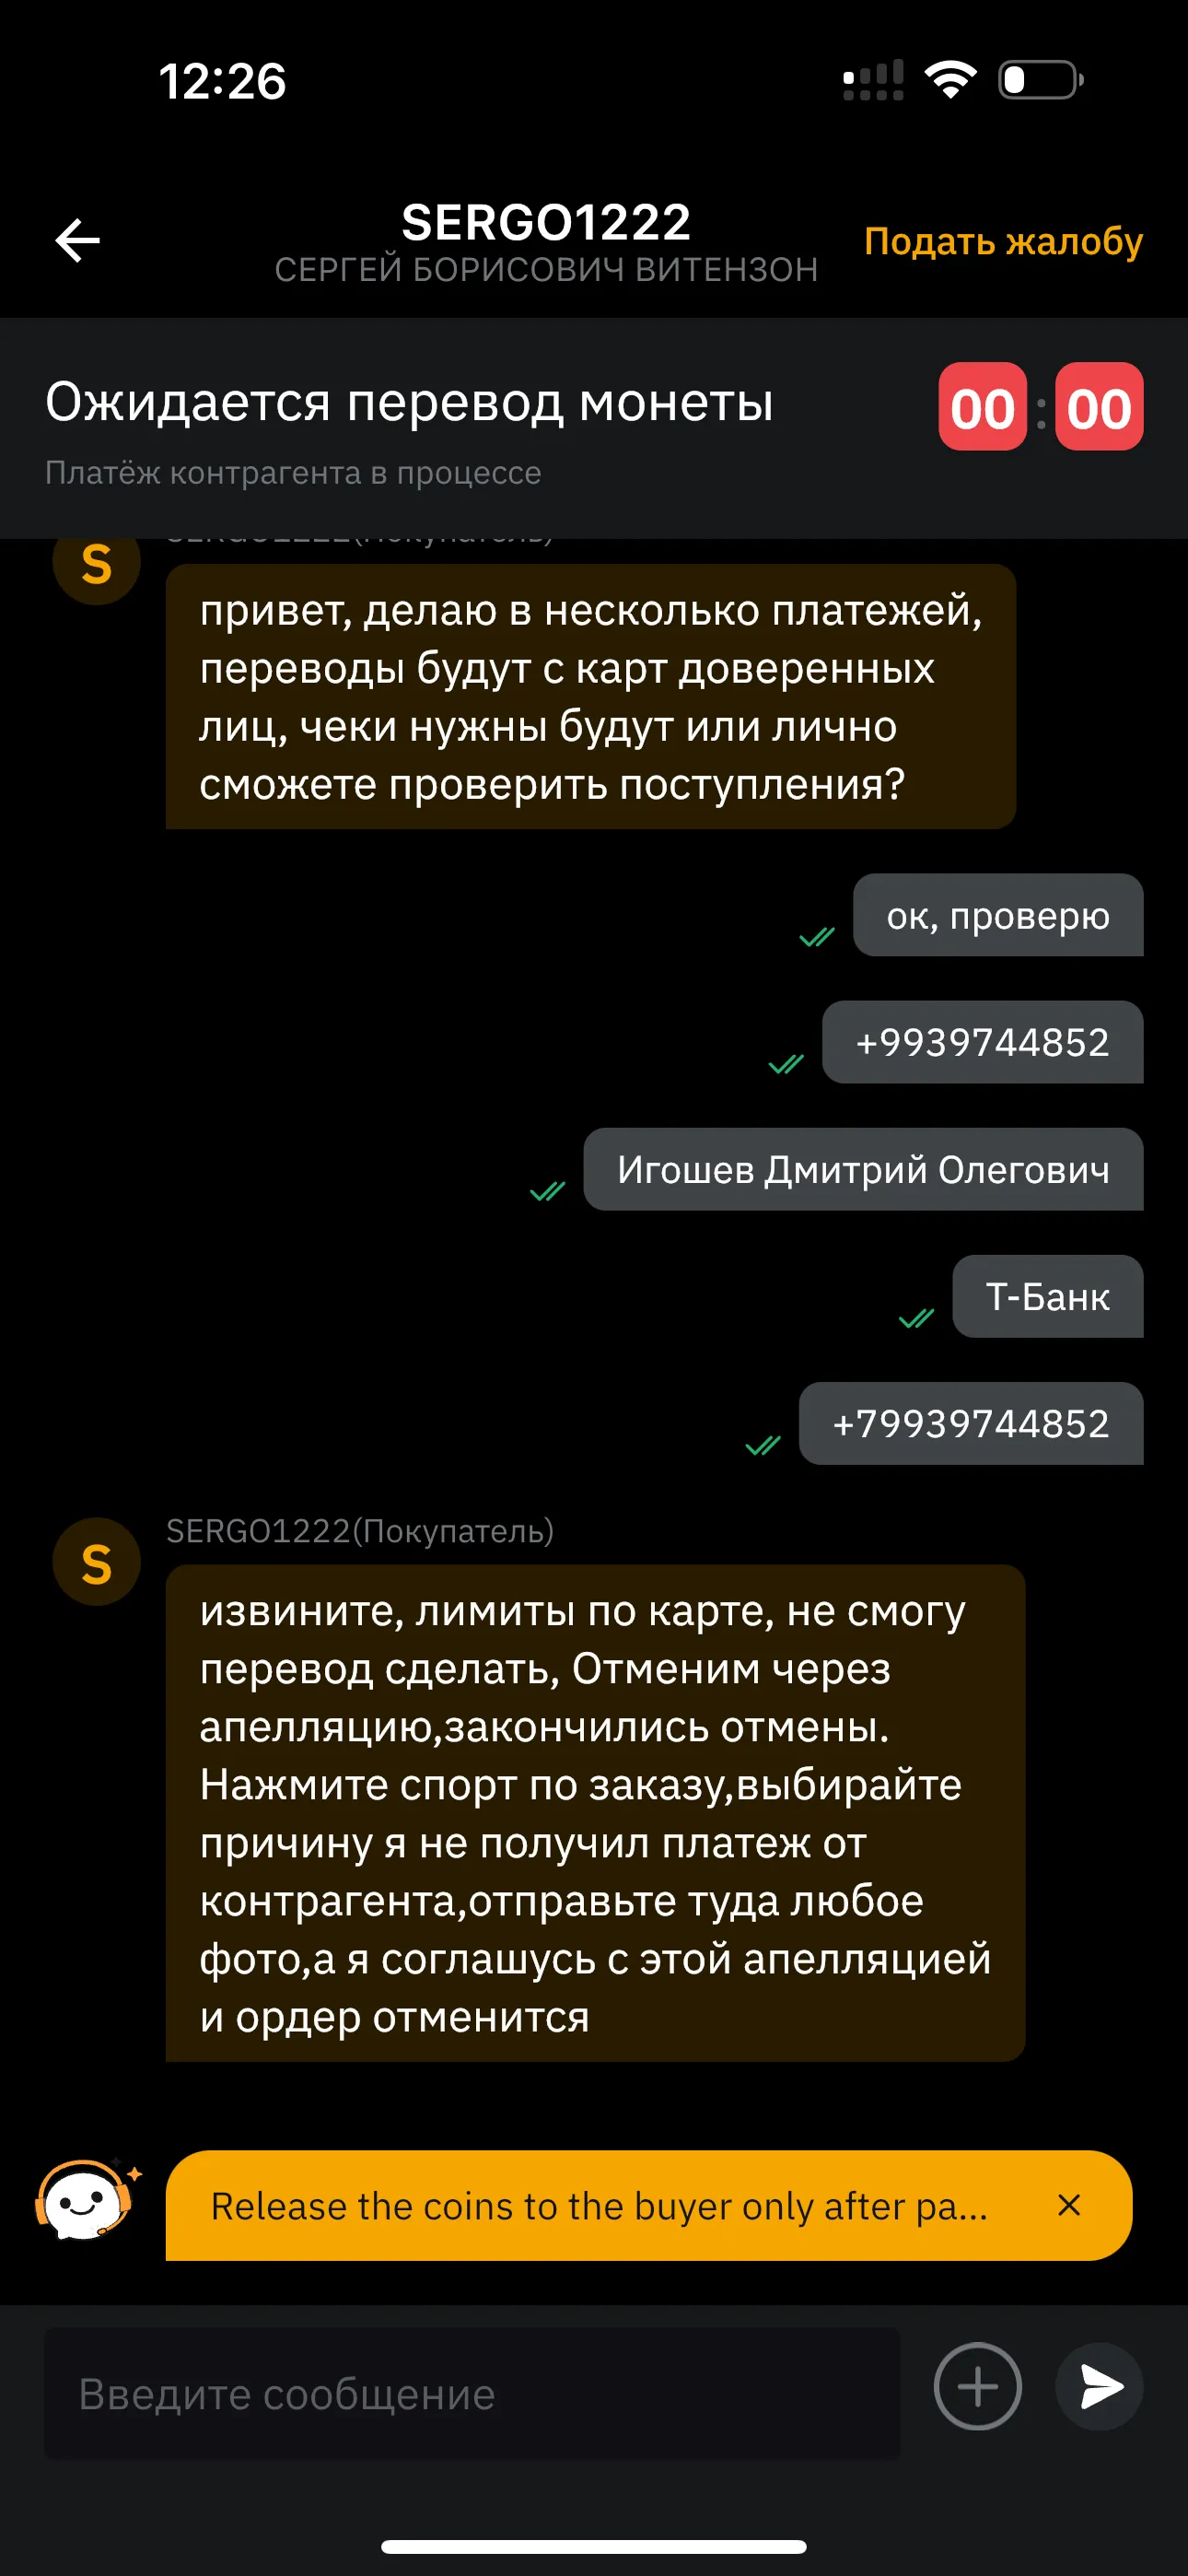 12:26
SERGO1222
СЕРГЕЙ БОРИСОВИЧ ВИТЕНЗОН
Подать жалобу
Ожидается перевод монеты
00 : 00
Платёж контрагента в процессе
SERGO1222(Покупатель)
S
привет, делаю в несколько платежей,
переводы будут с карт доверенных
лиц, чеки нужны будут или лично
сможете проверить поступления?
ок, проверю
+9939744852
Игошев Дмитрий Олегович
Т-Банк
+79939744852
SERGO1222(Покупатель)
S
извините, лимиты по карте, не смогу
перевод сделать, Отменим через
апелляцию,закончились отмены.
Нажмите спорт по заказу,выбирайте
причину я не получил платеж от
контрагента,отправьте туда любое
фото,а я соглашусь с этой апелляцией
и ордер отменится
Release the coins to the buyer only after pa...
Введите сообщение